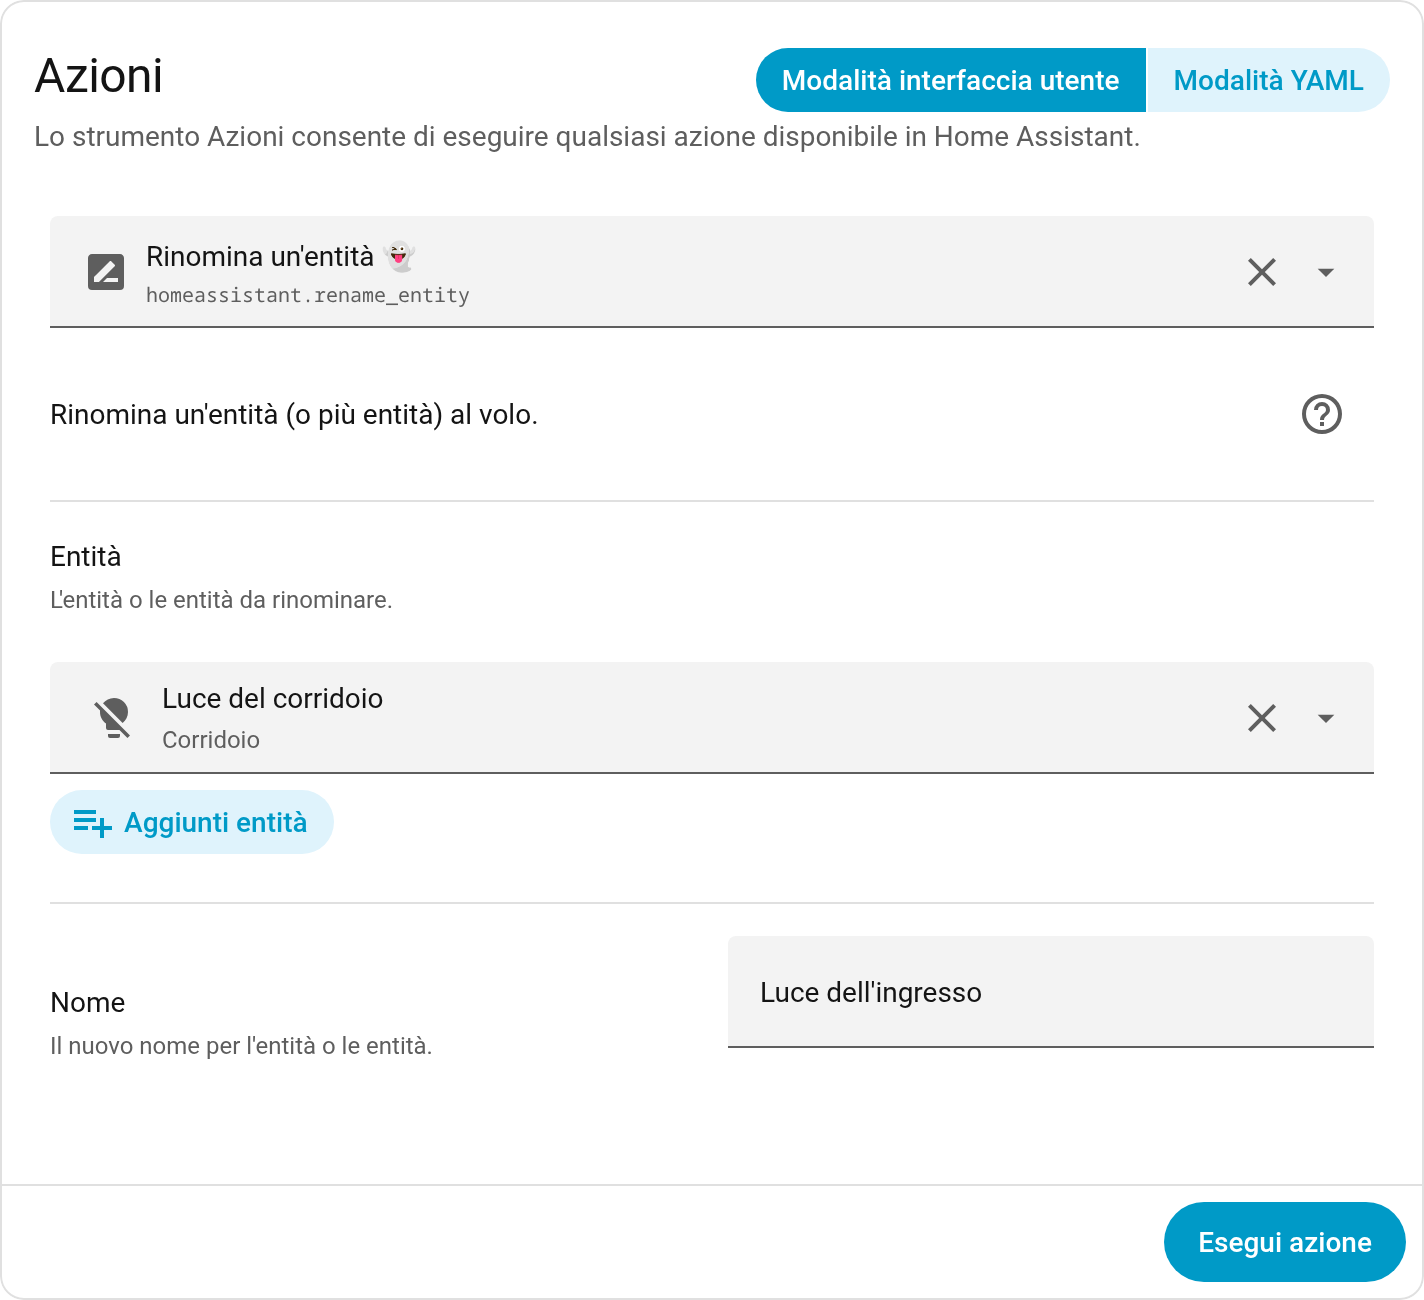 Azioni
Modalità interfaccia utente
Modalità YAML
Lo strumento Azioni consente di eseguire qualsiasi azione disponibile in Home Assistant.
Rinomina un'entità 👻
homeassistant.rename_entity
Rinomina un'entità (o più entità) al volo.
Entità
L'entità o le entità da rinominare.
Luce del corridoio
Corridoio
Aggiunti entità
Nome
Il nuovo nome per l'entità o le entità.
Luce dell'ingresso
Esegui azione